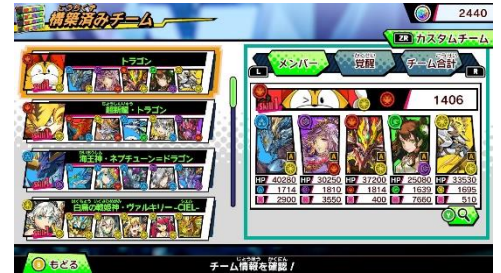 構築済みチーム
2440
ZR カスタムチーム
トラゴン
超新龍・トラゴン
海王神・ネプチューン=ドラゴン
白鳥の戦姫神・ヴァルキリー-CIEL-
L メンバー 覚醒 チーム合計 R
1406
A A A A
HP 40280 HP 30250 HP 37200 HP 25080 HP 33530
1714 1810 1814 1639 1695
2900 3550 400 7660 510
もどる
チーム情報を確認!